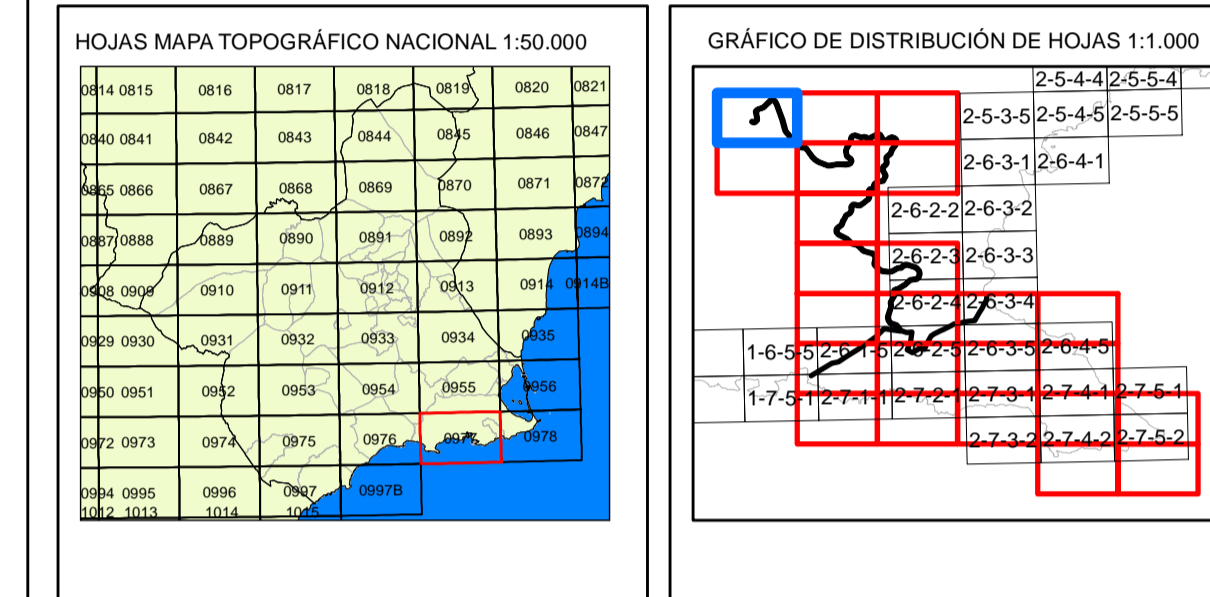 HOJAS MAPA TOPOGRÁFICO NACIONAL 1:50.000
0814 0815 0816 0817 0818 0819 0820 0821
0840 0841 0842 0843 0844 0845 0846 0847
0865 0866 0867 0868 0869 0870 0871 0872
0887 0888 0889 0890 0891 0892 0893 0894
0908 0909 0910 0911 0912 0913 0914 0914B
0929 0930 0931 0932 0933 0934 0935
0950 0951 0952 0953 0954 0955 0956
0972 0973 0974 0975 0976 0977 0978
0994 0995 0996 0997 0997B
1012 1013 1014 1015
GRÁFICO DE DISTRIBUCIÓN DE HOJAS 1:1.000
2-5-4-4 2-5-5-4
2-5-3-5 2-5-4-5 2-5-5-5
2-6-3-1 2-6-4-1
2-6-2-2 2-6-3-2
2-6-2-3 2-6-3-3
2-6-2-4 2-6-3-4
1-6-5-5 2-6-1-5 2-6-2-5 2-6-3-5 2-6-4-5
1-7-5-1 2-7-1-1 2-7-2-1 2-7-3-1 2-7-4-1 2-7-5-1
2-7-3-2 2-7-4-2 2-7-5-2